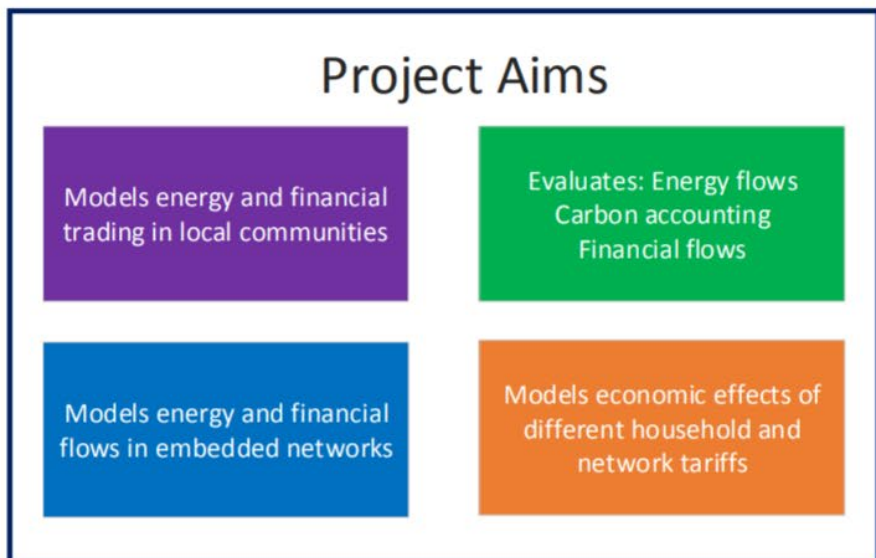 Project Aims
Models energy and financial
trading in local communities
Evaluates: Energy flows
Carbon accounting
Financial flows
Models energy and financial
flows in embedded networks
Models economic effects of
different household and
network tariffs